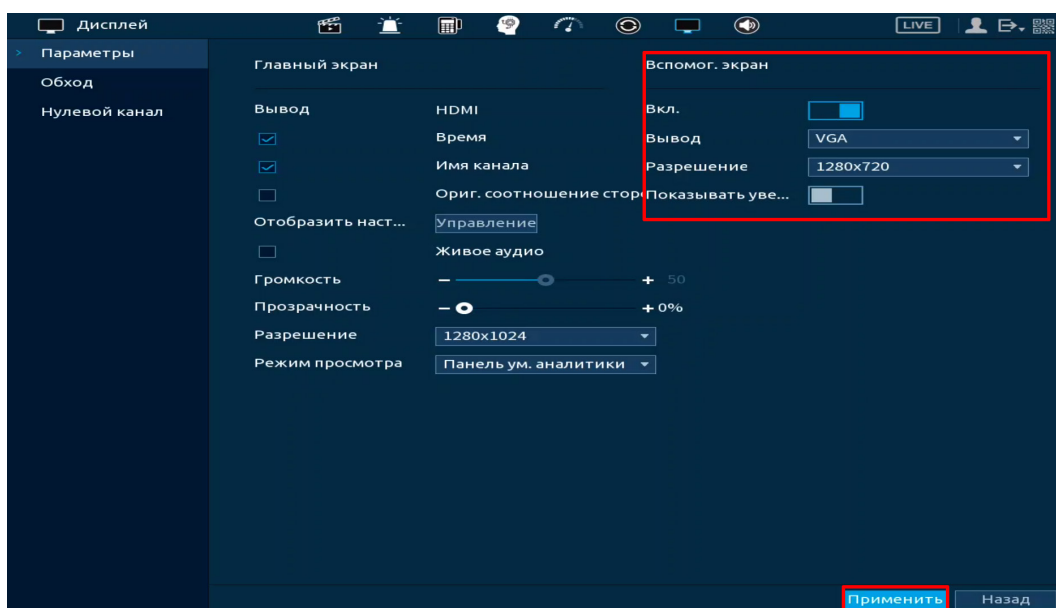 Дисплей
LIVE
Параметры
Обход
Нулевой канал
Главный экран
Вывод HDMI
Время
Имя канала
Ориг. соотношение сторо
Отобразить наст... Управление
Живое аудио
Громкость − + 50
Прозрачность − + 0%
Разрешение 1280x1024
Режим просмотра Панель ум. аналитики
Вспомог. экран
Вкл.
Вывод VGA
Разрешение 1280x720
Показывать уве...
Применить Назад